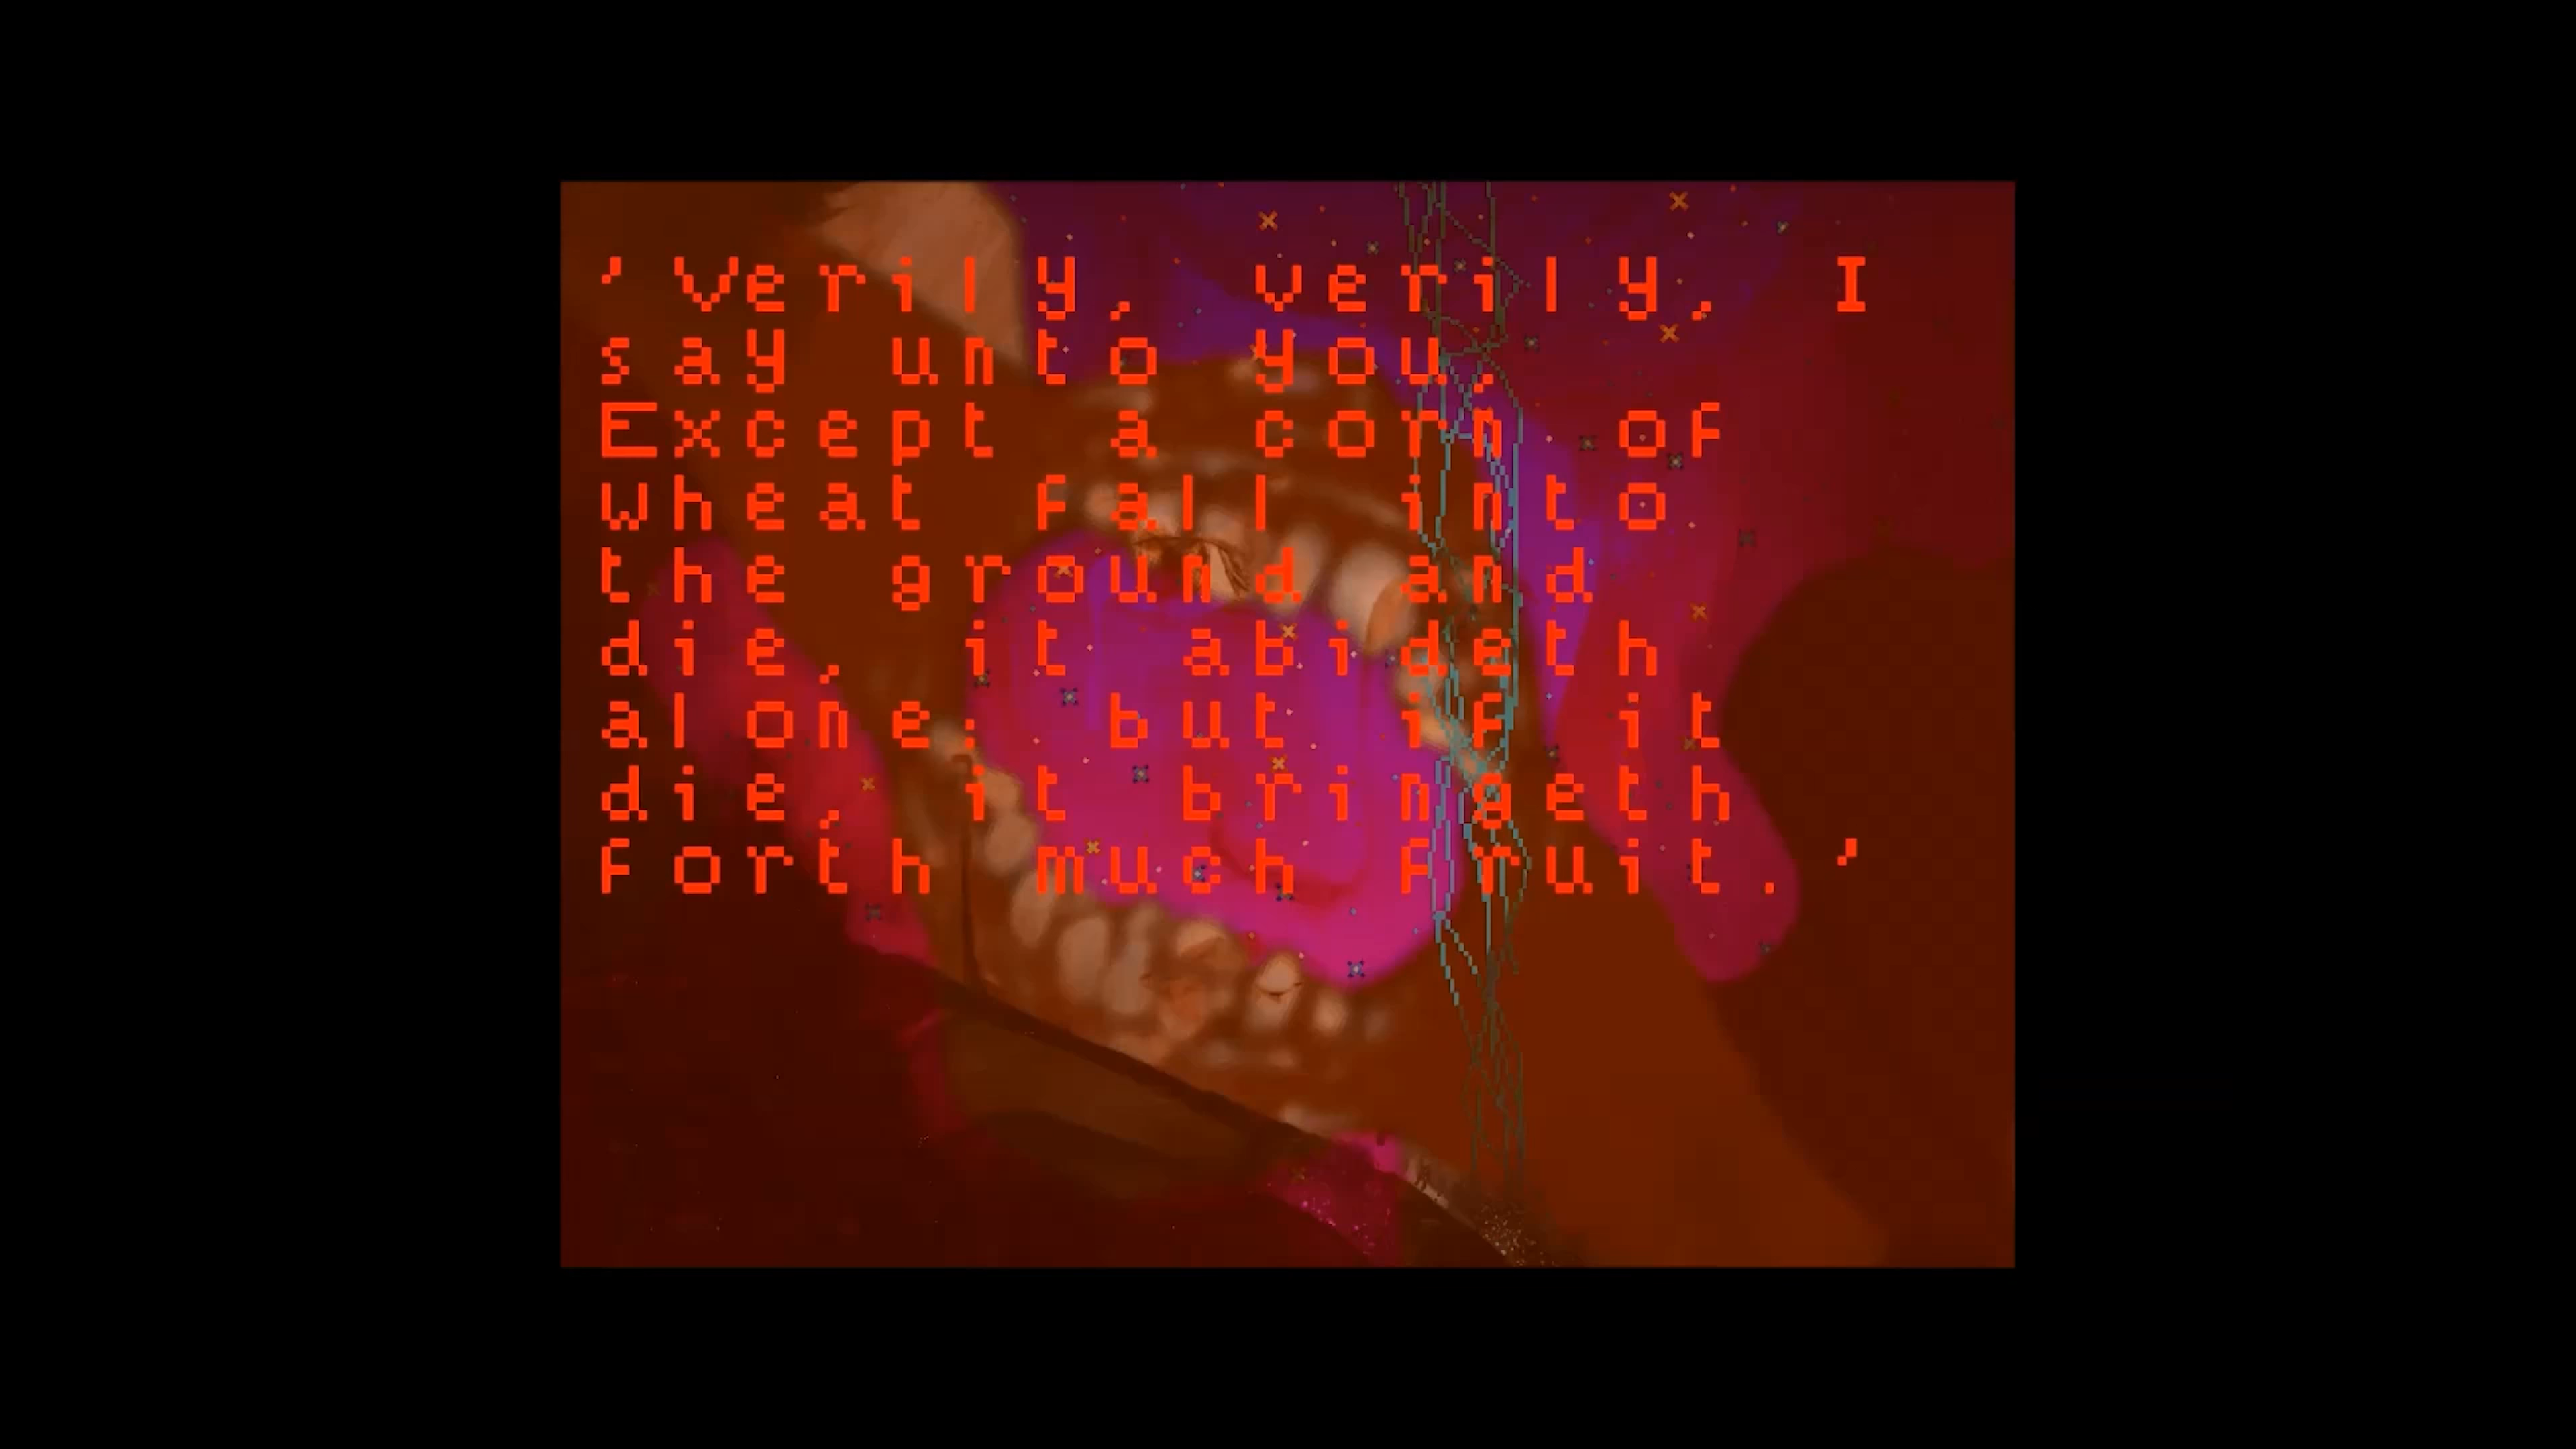 'Verily, verily, I
say unto you,
Except a corn of
wheat fall into
the ground and
die, it abideth
alone: but if it
die, it bringeth
forth much fruit.'